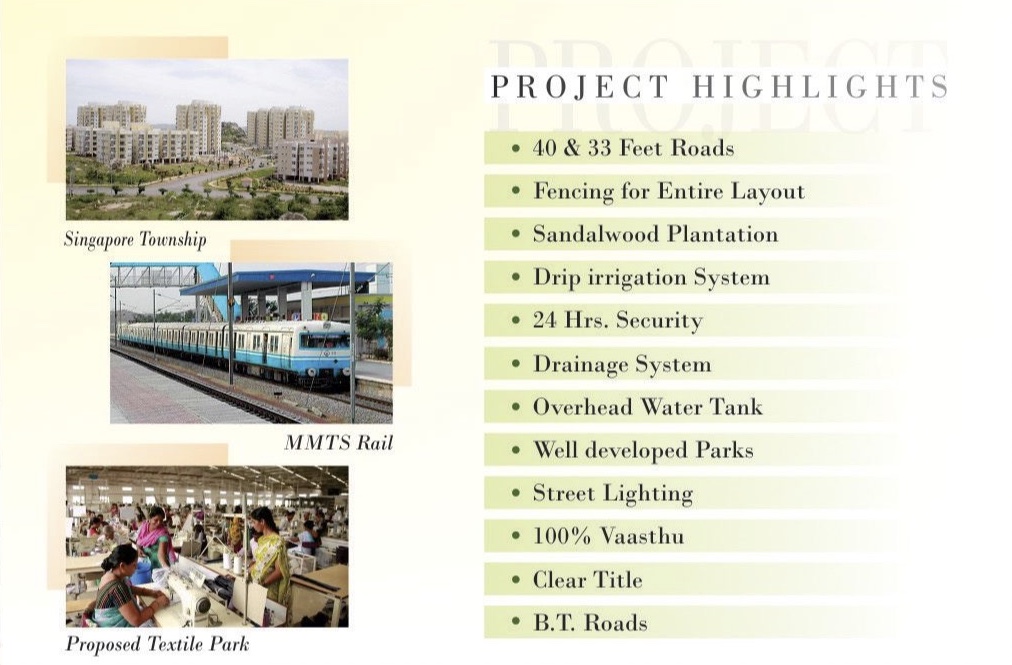 Singapore Township
MMTS Rail
Proposed Textile Park
PROJECT
PROJECT HIGHLIGHTS
• 40 & 33 Feet Roads
• Fencing for Entire Layout
• Sandalwood Plantation
• Drip irrigation System
• 24 Hrs. Security
• Drainage System
• Overhead Water Tank
• Well developed Parks
• Street Lighting
• 100% Vaasthu
• Clear Title
• B.T. Roads